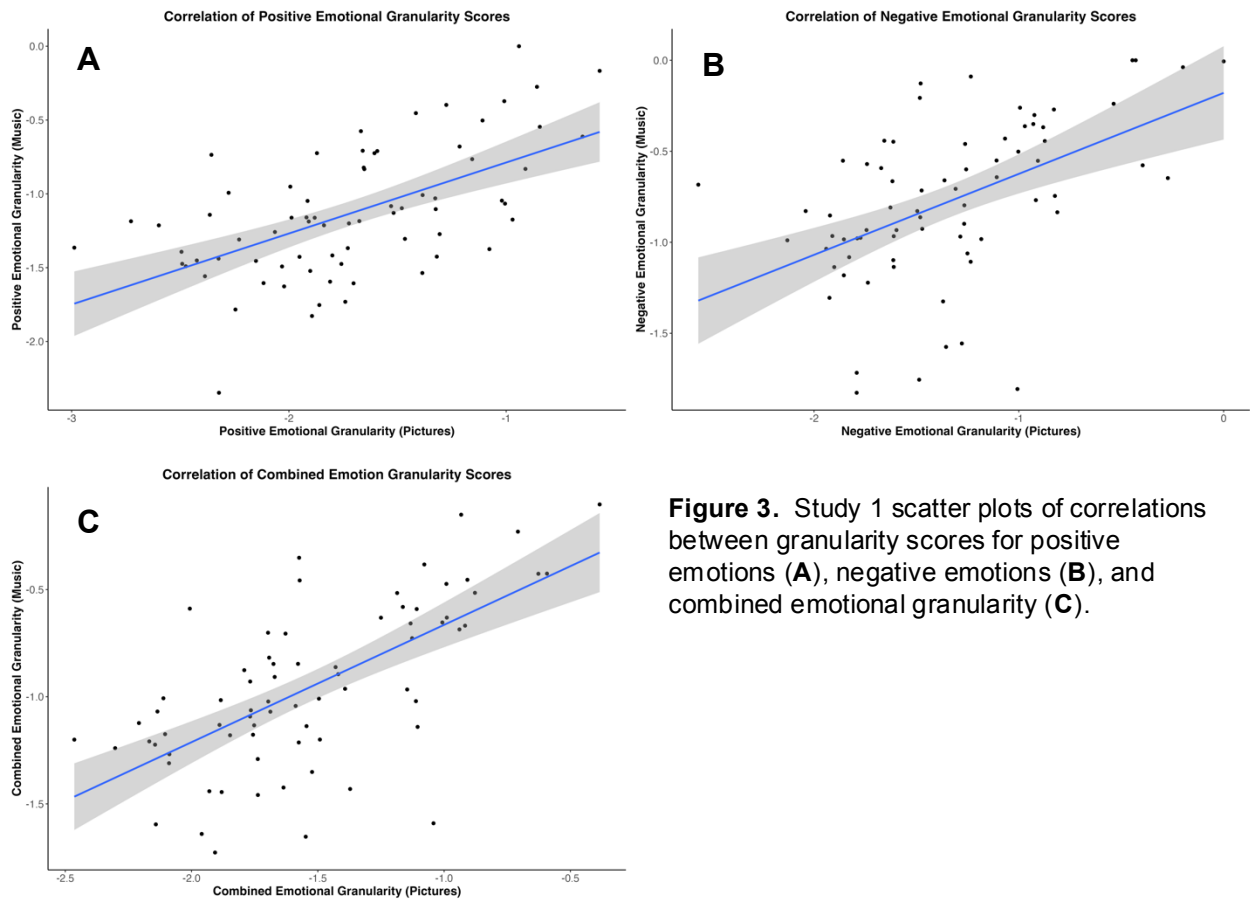 Correlation of Positive Emotional Granularity Scores
A
Positive Emotional Granularity (Music)
0.0
-0.5
-1.0
-1.5
-2.0
-3
-2
-1
Positive Emotional Granularity (Pictures)
Correlation of Negative Emotional Granularity Scores
B
Negative Emotional Granularity (Music)
0.0
-0.5
-1.0
-1.5
-2
-1
0
Negative Emotional Granularity (Pictures)
Correlation of Combined Emotion Granularity Scores
C
Combined Emotional Granularity (Music)
-0.5
-1.0
-1.5
-2.5
-2.0
-1.5
-1.0
-0.5
Combined Emotional Granularity (Pictures)
Figure 3. Study 1 scatter plots of correlations
between granularity scores for positive
emotions (A), negative emotions (B), and
combined emotional granularity (C).